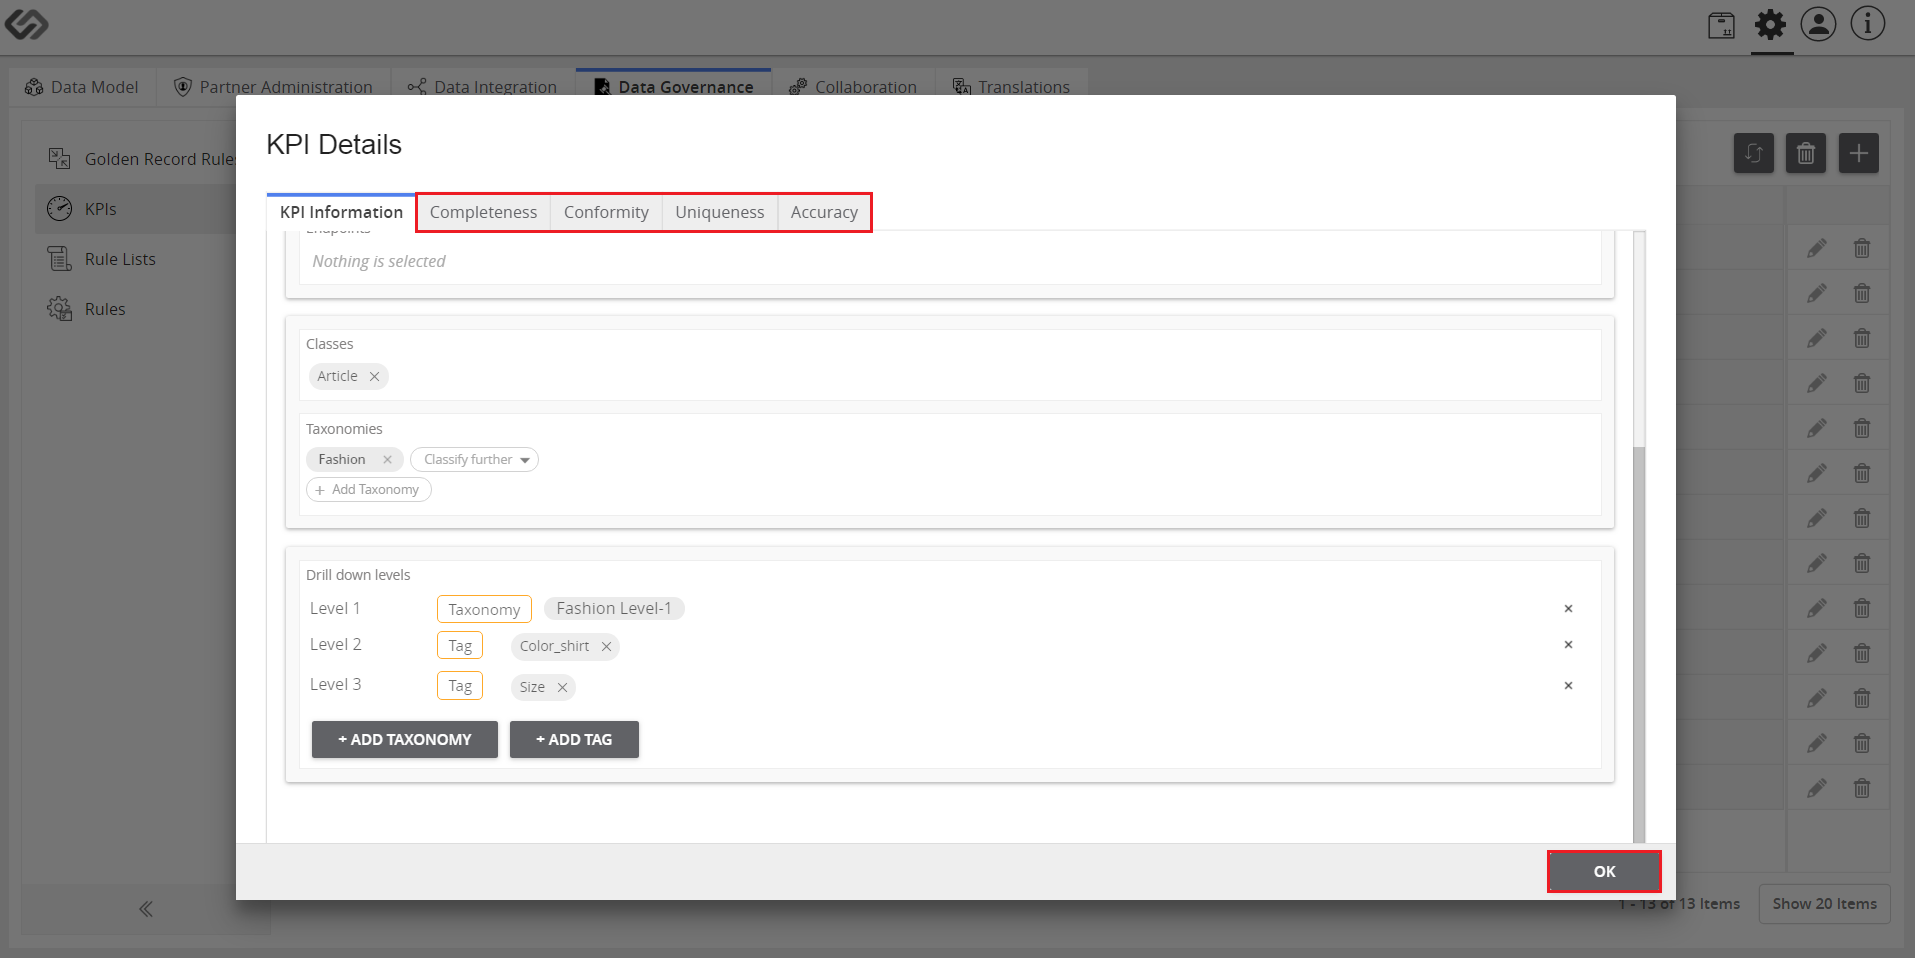 Data Model
Partner Administration
Data Integration
Data Governance
Collaboration
Translations
Golden Record Rules
KPIs
Rule Lists
Rules
KPI Details
KPI Information
Completeness
Conformity
Uniqueness
Accuracy
Endpoints
Nothing is selected
Classes
Article
Taxonomies
Fashion
Classify further
+ Add Taxonomy
Drill down levels
Level 1 Taxonomy Fashion Level-1
Level 2 Tag Color_shirt
Level 3 Tag Size
+ ADD TAXONOMY
+ ADD TAG
OK
1 - 13 of 13 Items
Show 20 Items